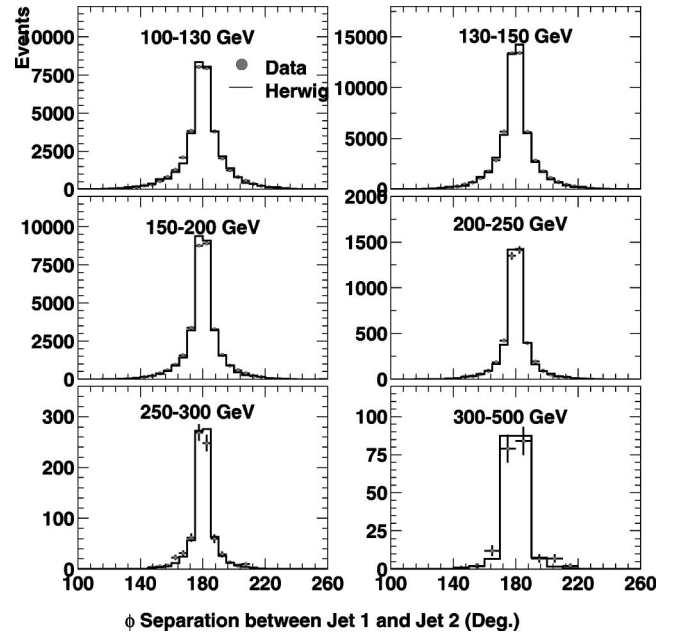 Events
10000
7500
5000
2500
0
100-130 GeV
Data
Herwig
15000
10000
5000
0
130-150 GeV
10000
7500
5000
2500
0
150-200 GeV
2000
1500
1000
500
0
200-250 GeV
300
200
100
0
250-300 GeV
100
75
50
25
0
300-500 GeV
100 140 180 220 260
100 140 180 220 260
ϕ Separation between Jet 1 and Jet 2 (Deg.)